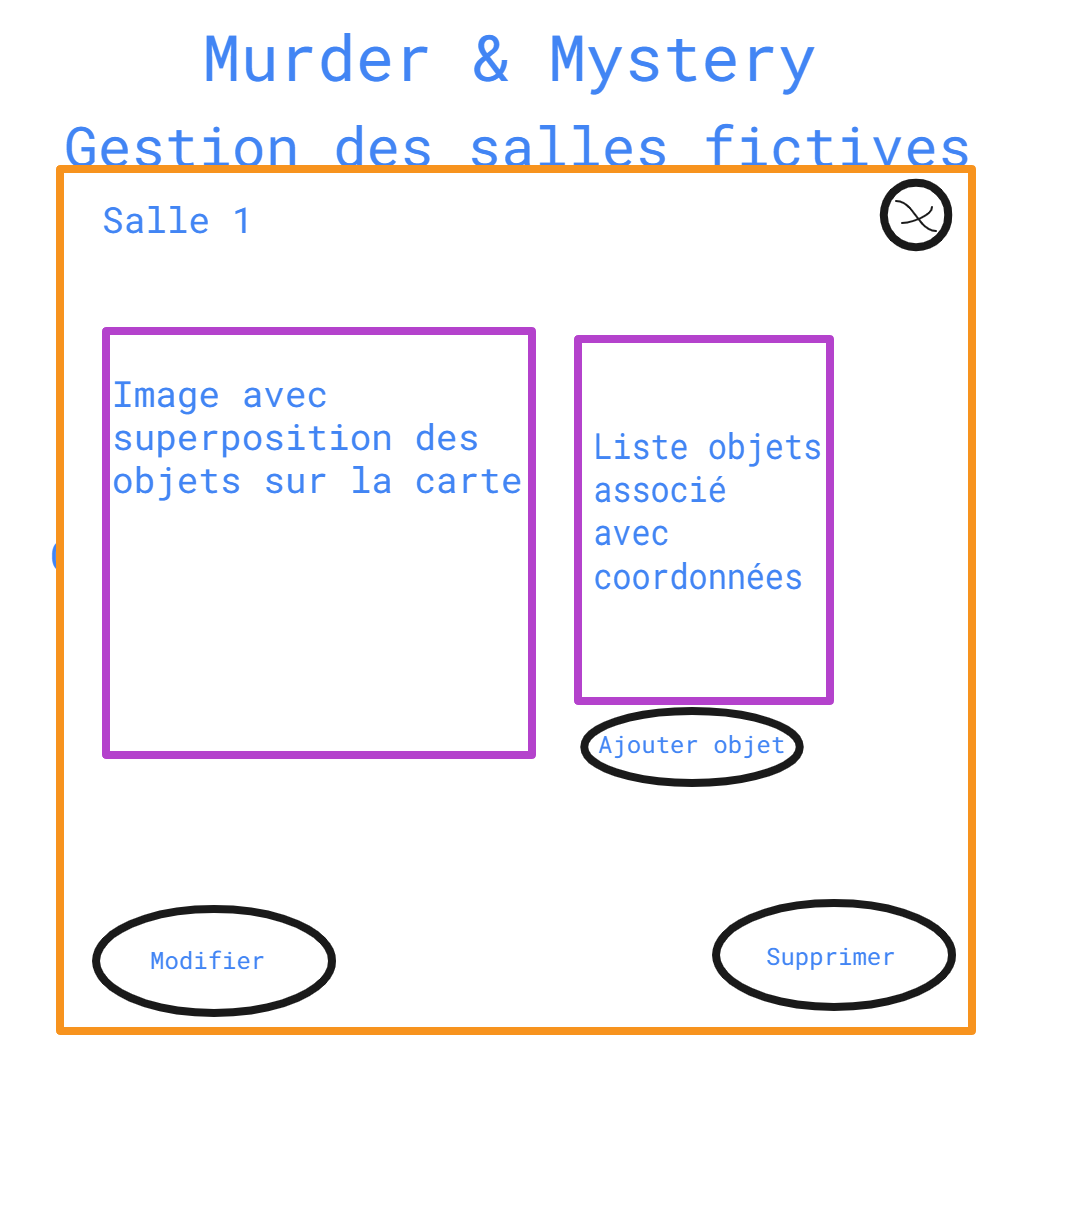 Murder & Mystery
Gestion des salles fictives
Salle 1
Image avec
superposition des
objets sur la carte
Liste objets
associé
avec
coordonnées
Ajouter objet
Modifier
Supprimer